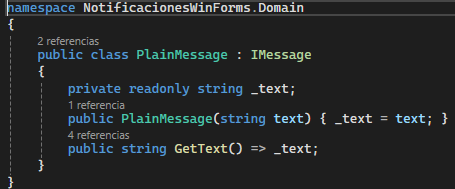 namespace NotificacionesWinForms.Domain
{
2 referencias
public class PlainMessage : IMessage
{
private readonly string _text;
1 referencia
public PlainMessage(string text) { _text = text; }
4 referencias
public string GetText() => _text;
}
}